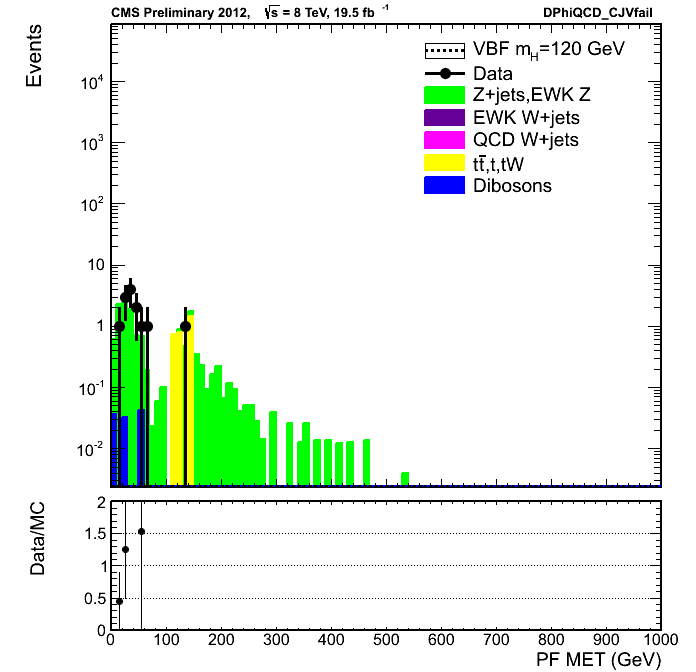 CMS Preliminary 2012, √s = 8 TeV, 19.5 fb⁻¹ DPhiQCD_CJVfail
Events
VBF m_H=120 GeV
Data
Z+jets,EWK Z
EWK W+jets
QCD W+jets
tt̄,t,tW
Dibosons
10⁴
10³
10²
10
1
10⁻¹
10⁻²
Data/MC
2
1.5
1
0.5
0
0 100 200 300 400 500 600 700 800 900 1000
PF MET (GeV)